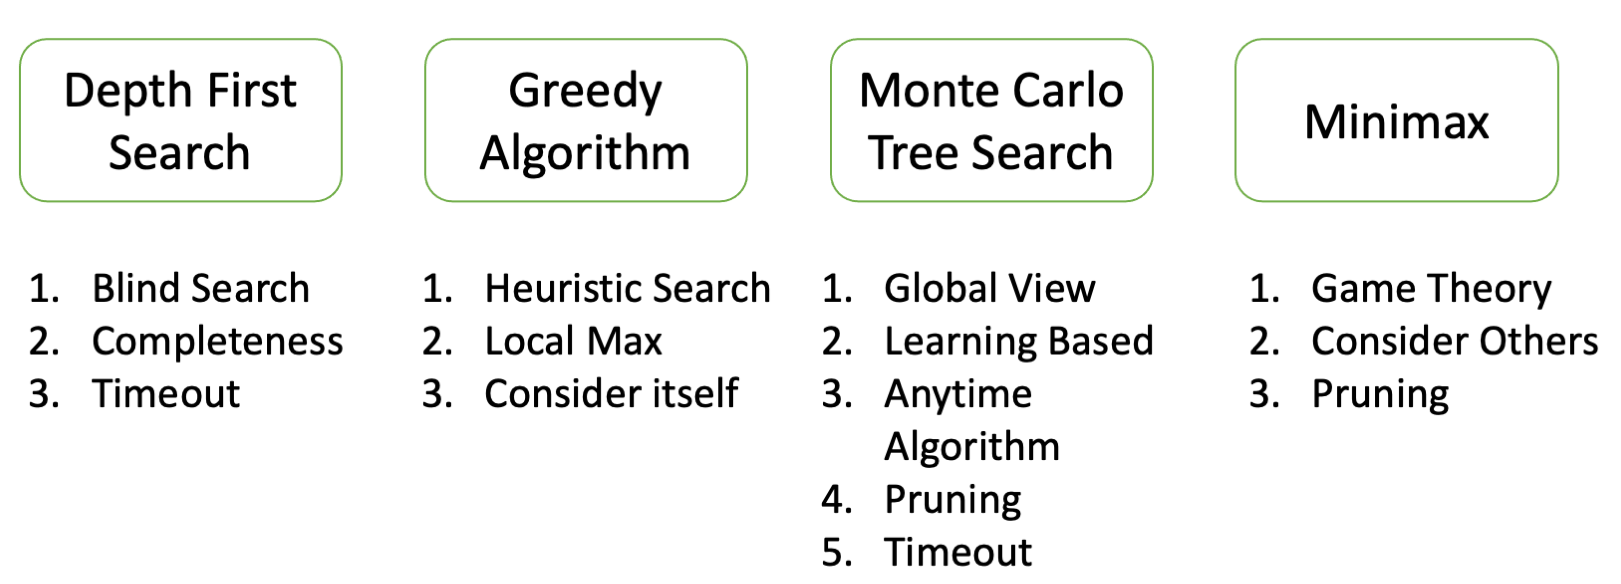 Depth First
Search
Greedy
Algorithm
Monte Carlo
Tree Search
Minimax
1. Blind Search
2. Completeness
3. Timeout
1. Heuristic Search
2. Local Max
3. Consider itself
1. Global View
2. Learning Based
3. Anytime
Algorithm
4. Pruning
5. Timeout
1. Game Theory
2. Consider Others
3. Pruning